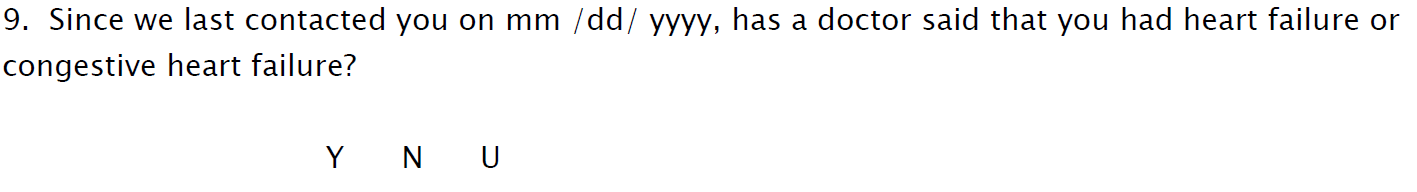 9. Since we last contacted you on mm /dd/ yyyy, has a doctor said that you had heart failure or
congestive heart failure?
Y N U